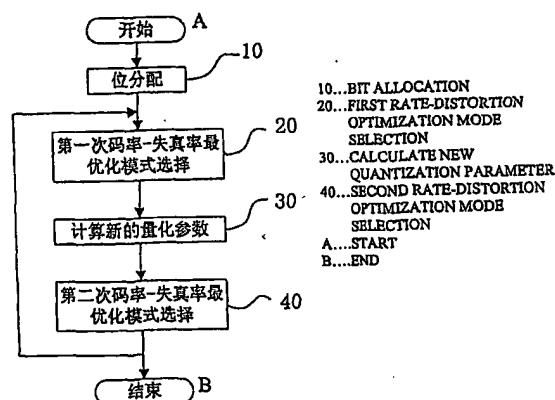 开始 A
位分配 10
第一次码率-失真率最
优化模式选择 20
计算新的量化参数 30
第二次码率-失真率最
优化模式选择 40
结束 B
10...BIT ALLOCATION
20...FIRST RATE-DISTORTION
OPTIMIZATION MODE
SELECTION
30...CALCULATE NEW
QUANTIZATION PARAMETER
40...SECOND RATE-DISTORTION
OPTIMIZATION MODE
SELECTION
A....START
B....END